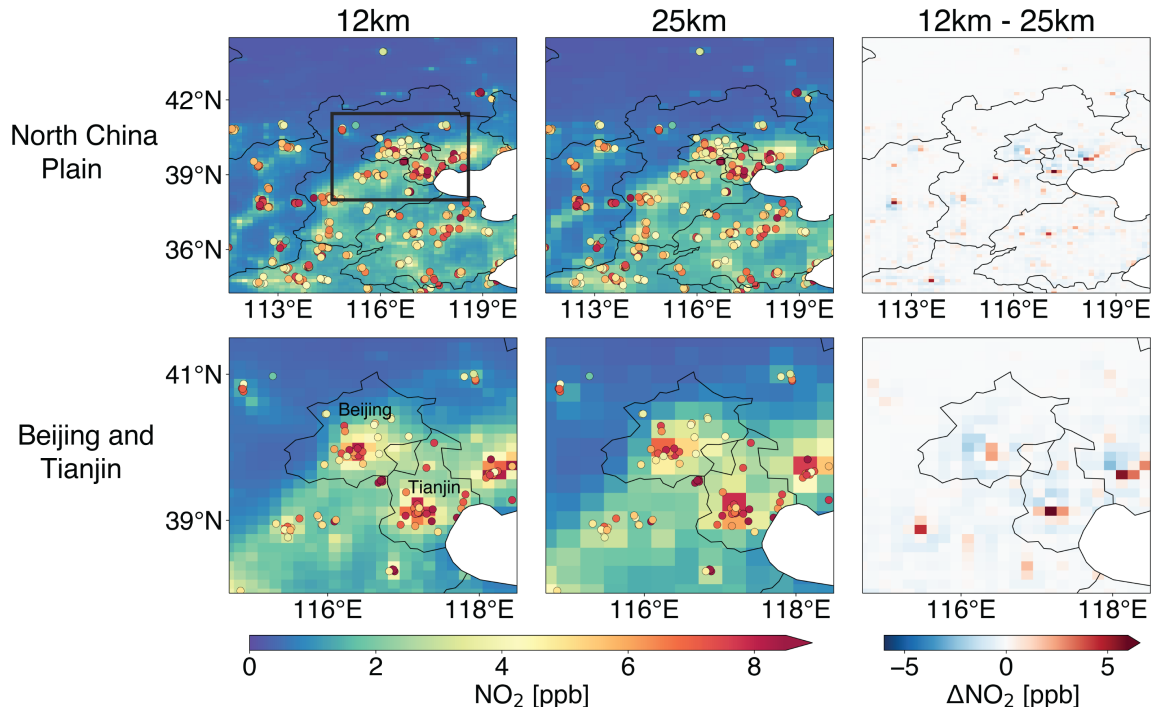 12km 25km 12km - 25km
North China
Plain
42°N
39°N
36°N
113°E 116°E 119°E 113°E 116°E 119°E 113°E 116°E 119°E
Beijing and
Tianjin
41°N
39°N
Beijing
Tianjin
116°E 118°E 116°E 118°E 116°E 118°E
0 2 4 6 8 −5 0 5
NO₂ [ppb] ΔNO₂ [ppb]